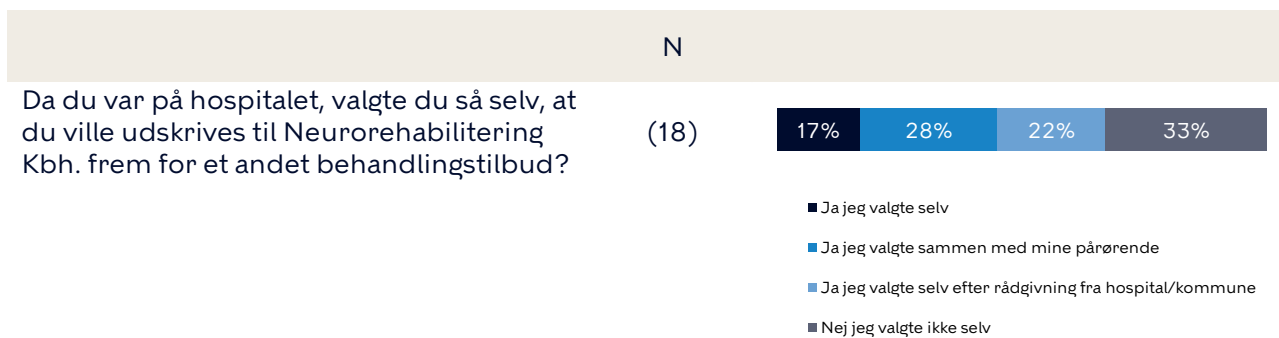 N
Da du var på hospitalet, valgte du så selv, at
du ville udskrives til Neurorehabilitering
Kbh. frem for et andet behandlingstilbud?
(18)
17% 28% 22% 33%
Ja jeg valgte selv
Ja jeg valgte sammen med mine pårørende
Ja jeg valgte selv efter rådgivning fra hospital/kommune
Nej jeg valgte ikke selv